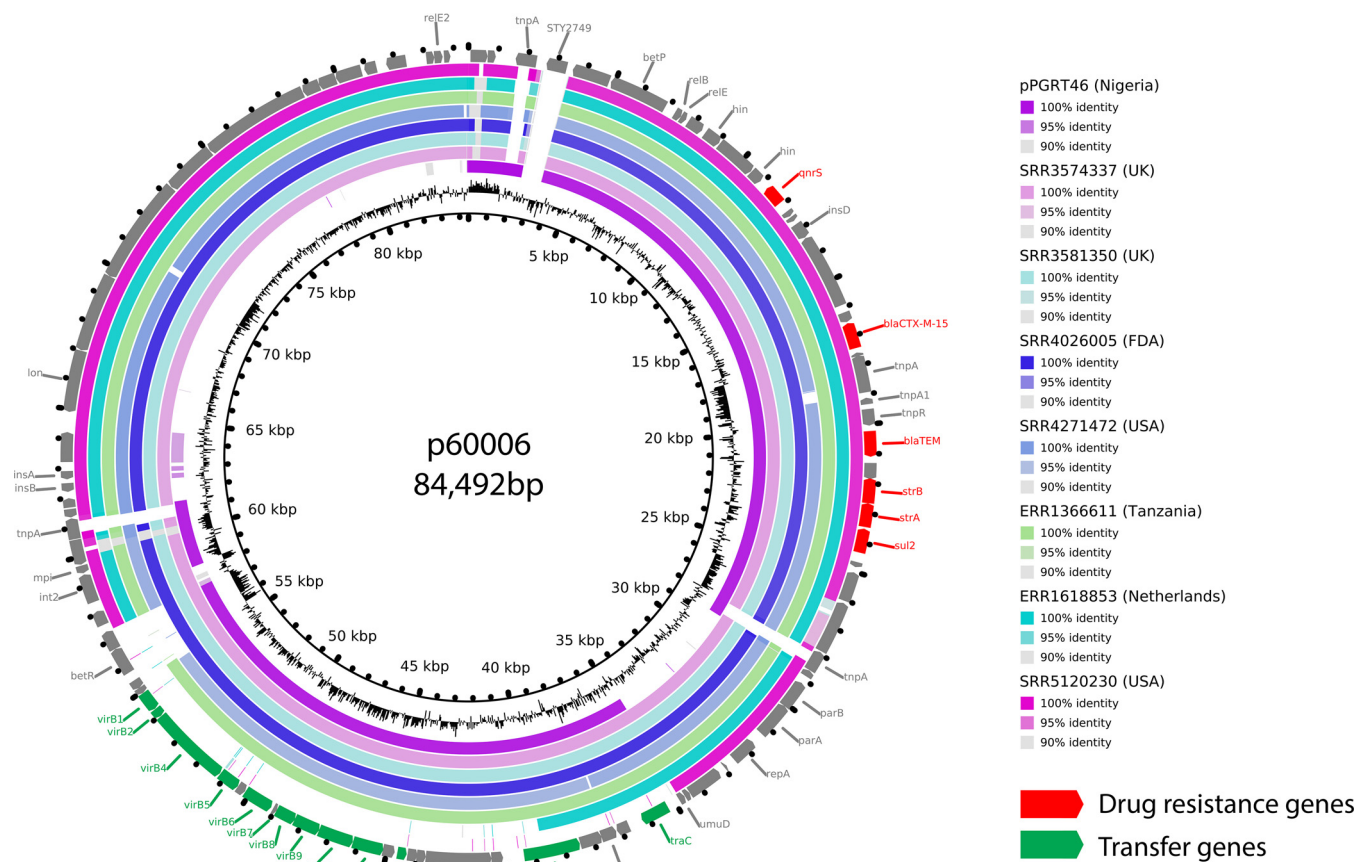 relE2
tnpA
STY2749
betP
relB
relE
hin
hin
qnrS
insD
blaCTX-M-15
tnpA
tnpA1
tnpR
blaTEM
strB
strA
sul2
tnpA
parB
parA
repA
umuD
traC
virB9
virB8
virB7
virB6
virB5
virB4
virB2
virB1
betR
int2
mpi
tnpA
insB
insA
lon
5 kbp
10 kbp
15 kbp
20 kbp
25 kbp
30 kbp
35 kbp
40 kbp
45 kbp
50 kbp
55 kbp
60 kbp
65 kbp
70 kbp
75 kbp
80 kbp
p60006
84,492bp
pPGRT46 (Nigeria)
100% identity
95% identity
90% identity
SRR3574337 (UK)
100% identity
95% identity
90% identity
SRR3581350 (UK)
100% identity
95% identity
90% identity
SRR4026005 (FDA)
100% identity
95% identity
90% identity
SRR4271472 (USA)
100% identity
95% identity
90% identity
ERR1366611 (Tanzania)
100% identity
95% identity
90% identity
ERR1618853 (Netherlands)
100% identity
95% identity
90% identity
SRR5120230 (USA)
100% identity
95% identity
90% identity
Drug resistance genes
Transfer genes